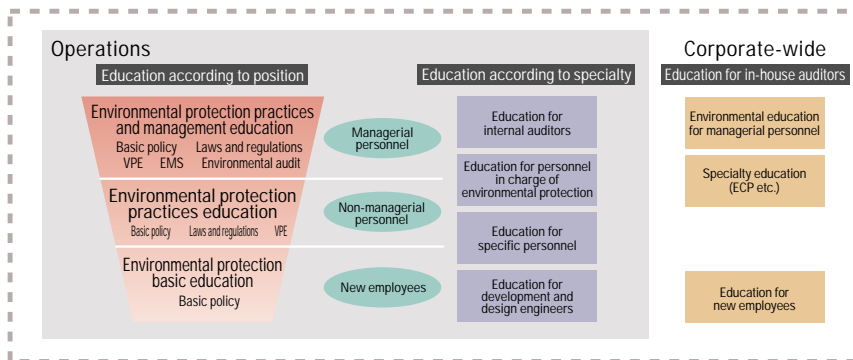 Operations
Education according to position
Environmental protection practices
and management education
Basic policy Laws and regulations
VPE EMS Environmental audit
Environmental protection
practices education
Basic policy Laws and regulations VPE
Environmental protection
basic education
Basic policy
Managerial
personnel
Non-managerial
personnel
New employees
Education according to specialty
Education for
internal auditors
Education for personnel
in charge of
environmental protection
Education for
specific personnel
Education for
development and
design engineers
Corporate-wide
Education for in-house auditors
Environmental education
for managerial personnel
Specialty education
(ECP etc.)
Education for
new employees